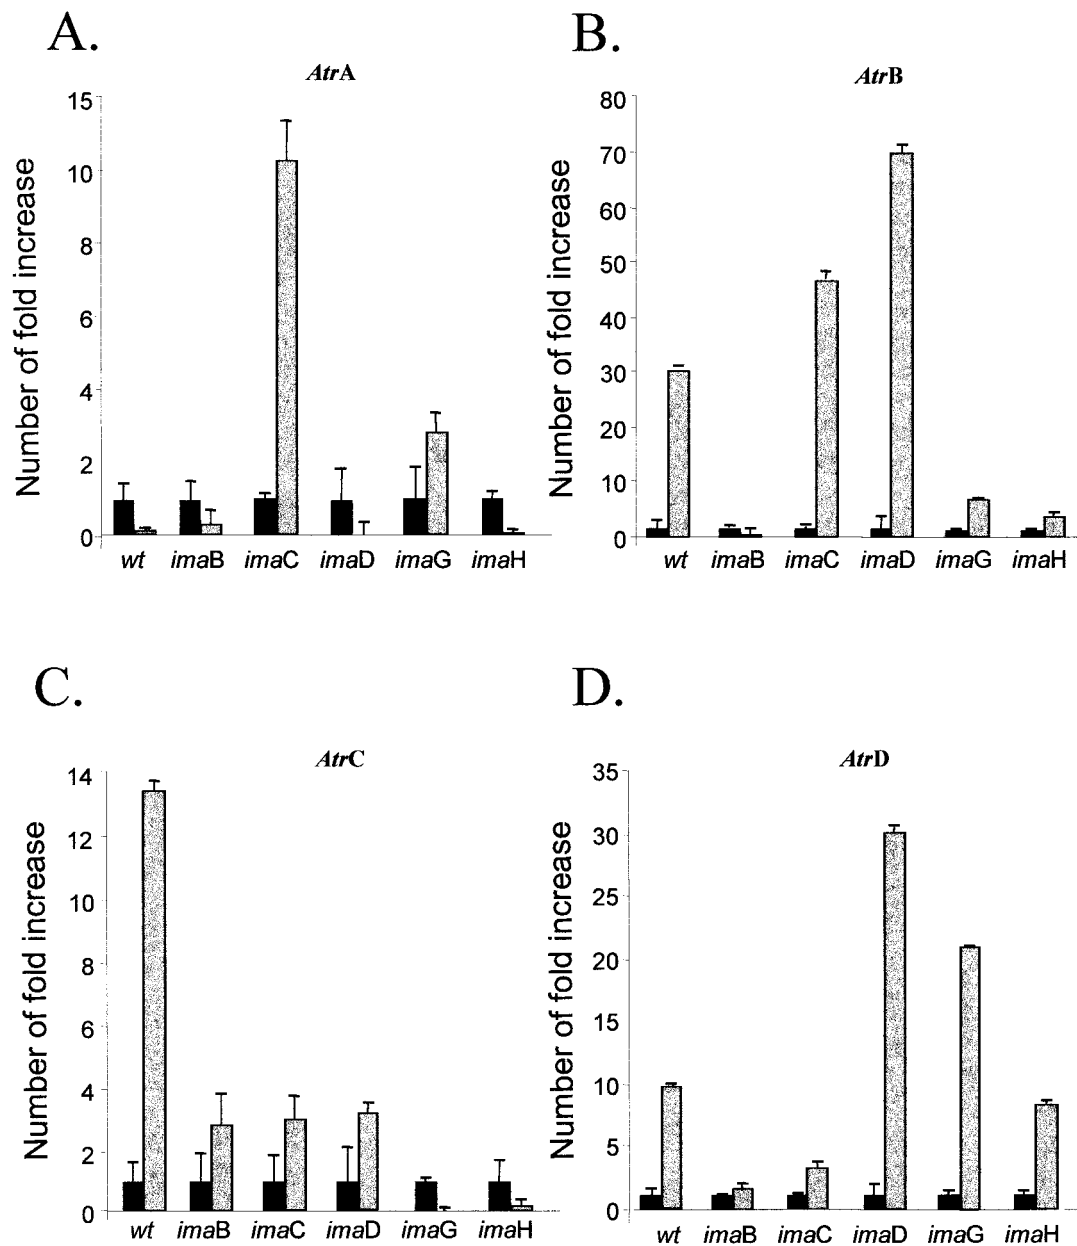 A.
AtrA
Number of fold increase
15
10
8
6
4
2
0
wt imaB imaC imaD imaG imaH
B.
AtrB
Number of fold increase
80
70
60
50
40
30
20
10
0
wt imaB imaC imaD imaG imaH
C.
AtrC
Number of fold increase
14
12
10
8
6
4
2
0
wt imaB imaC imaD imaG imaH
D.
AtrD
Number of fold increase
35
30
25
20
15
10
5
0
wt imaB imaC imaD imaG imaH